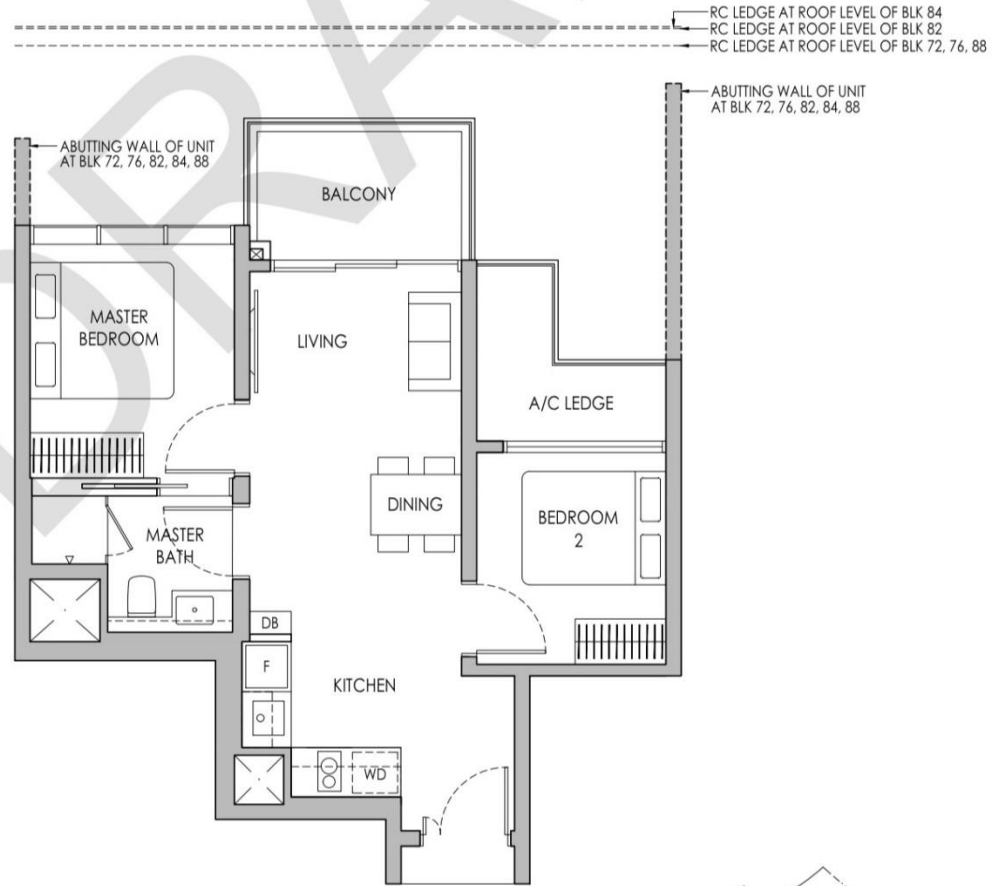 RC LEDGE AT ROOF LEVEL OF BLK 84
RC LEDGE AT ROOF LEVEL OF BLK 82
RC LEDGE AT ROOF LEVEL OF BLK 72, 76, 88
ABUTTING WALL OF UNIT
AT BLK 72, 76, 82, 84, 88
ABUTTING WALL OF UNIT
AT BLK 72, 76, 82, 84, 88
BALCONY
MASTER
BEDROOM
LIVING
A/C LEDGE
DINING
BEDROOM
2
MASTER
BATH
DB
F
KITCHEN
WD
DRA